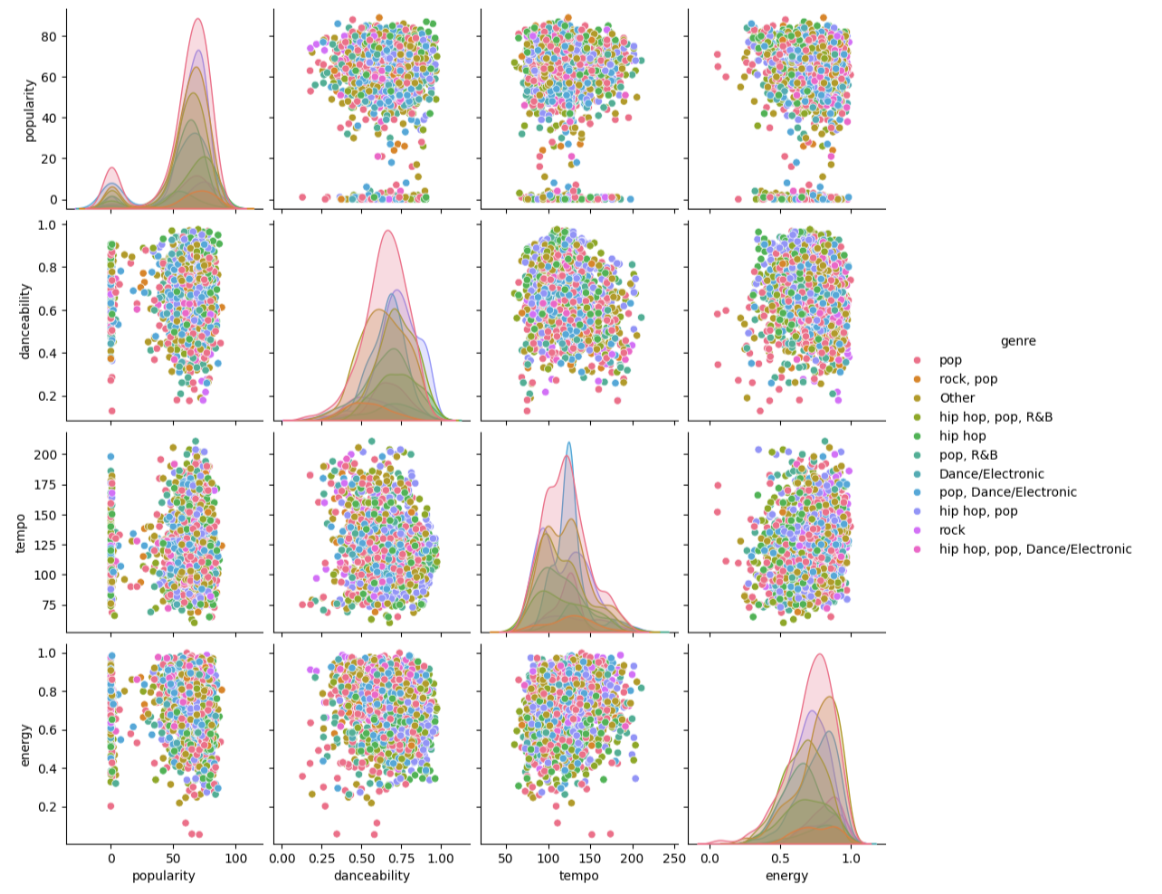 popularity
80
60
40
20
0
danceability
1.0
0.8
0.6
0.4
0.2
genre
pop
rock, pop
Other
hip hop, pop, R&B
hip hop
pop, R&B
Dance/Electronic
pop, Dance/Electronic
hip hop, pop
rock
hip hop, pop, Dance/Electronic
tempo
200
175
150
125
100
75
energy
1.0
0.8
0.6
0.4
0.2
0 50 100 0.00 0.25 0.50 0.75 1.00 50 100 150 200 250 0.0 0.5 1.0
popularity danceability tempo energy